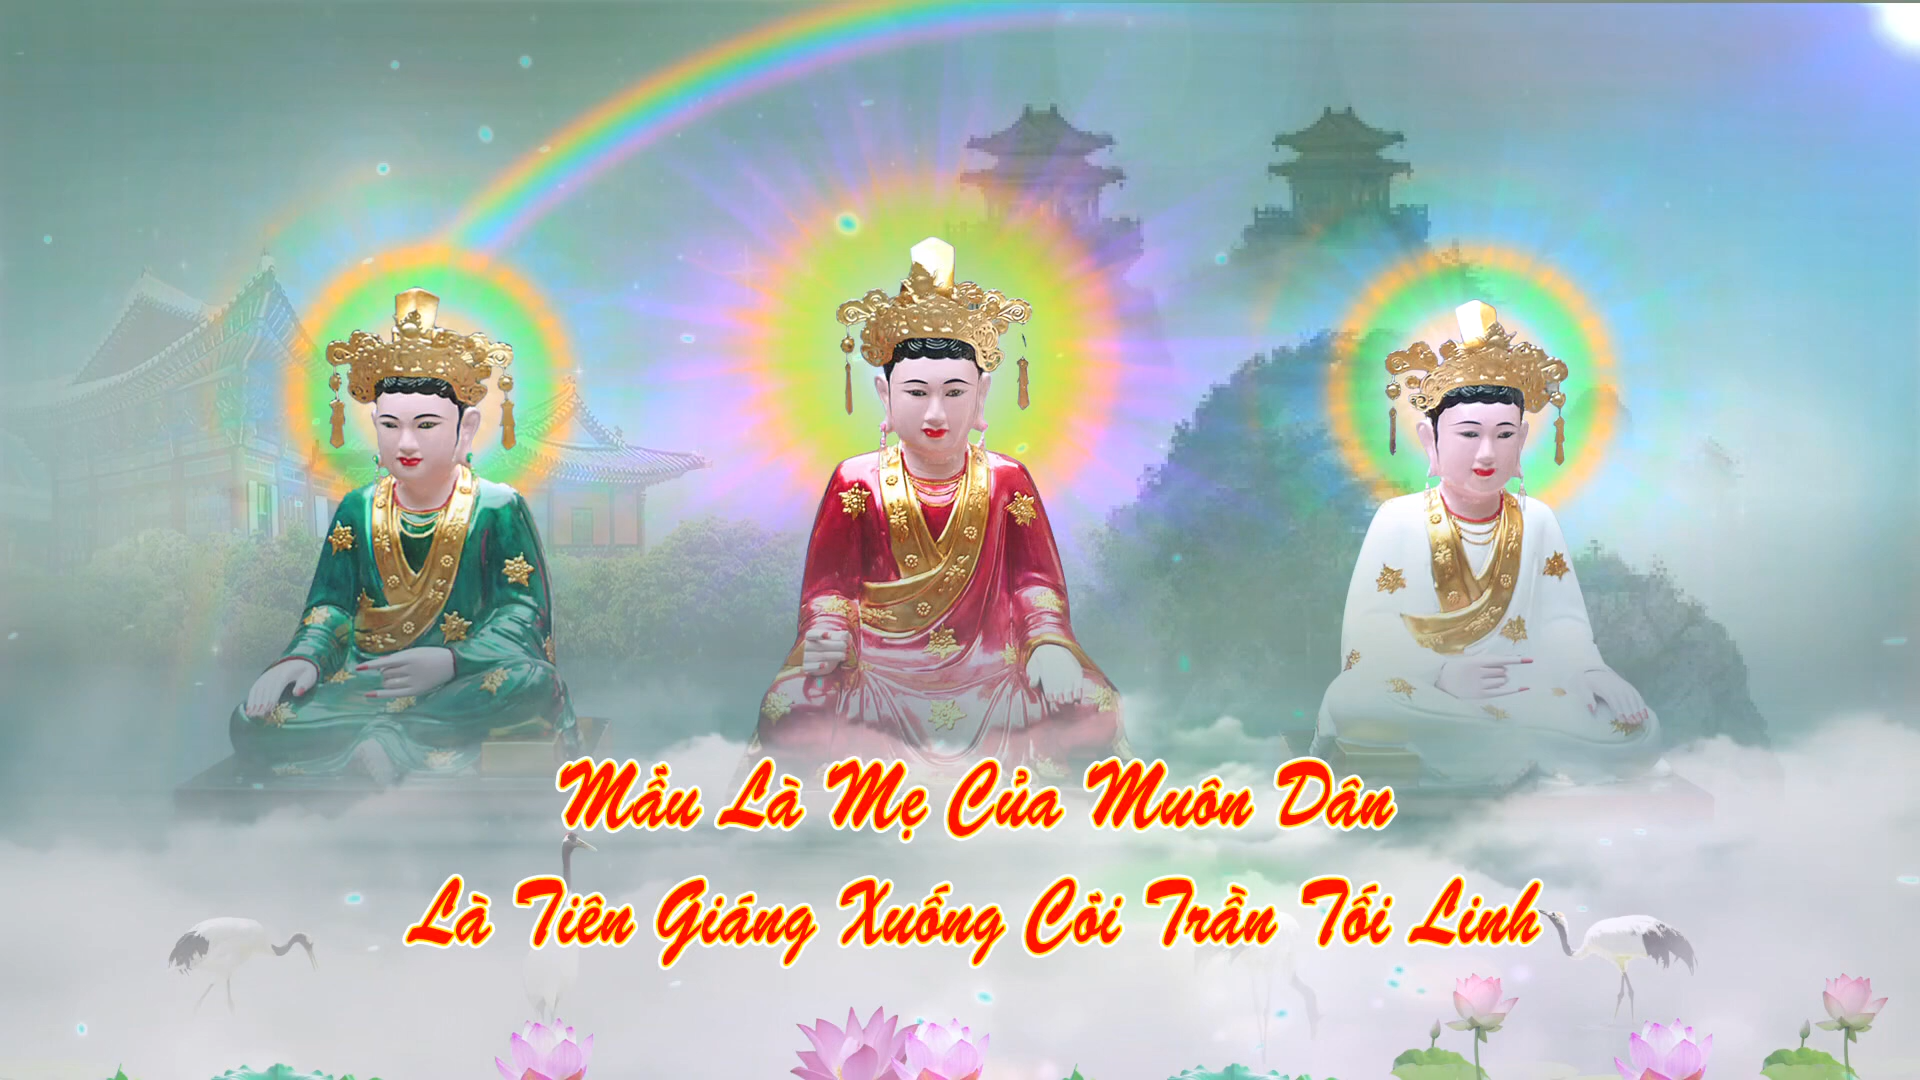 Mẫu Là Mẹ Của Muôn Dân
Là Tiên Giáng Xuống Cõi Trần Tối Linh